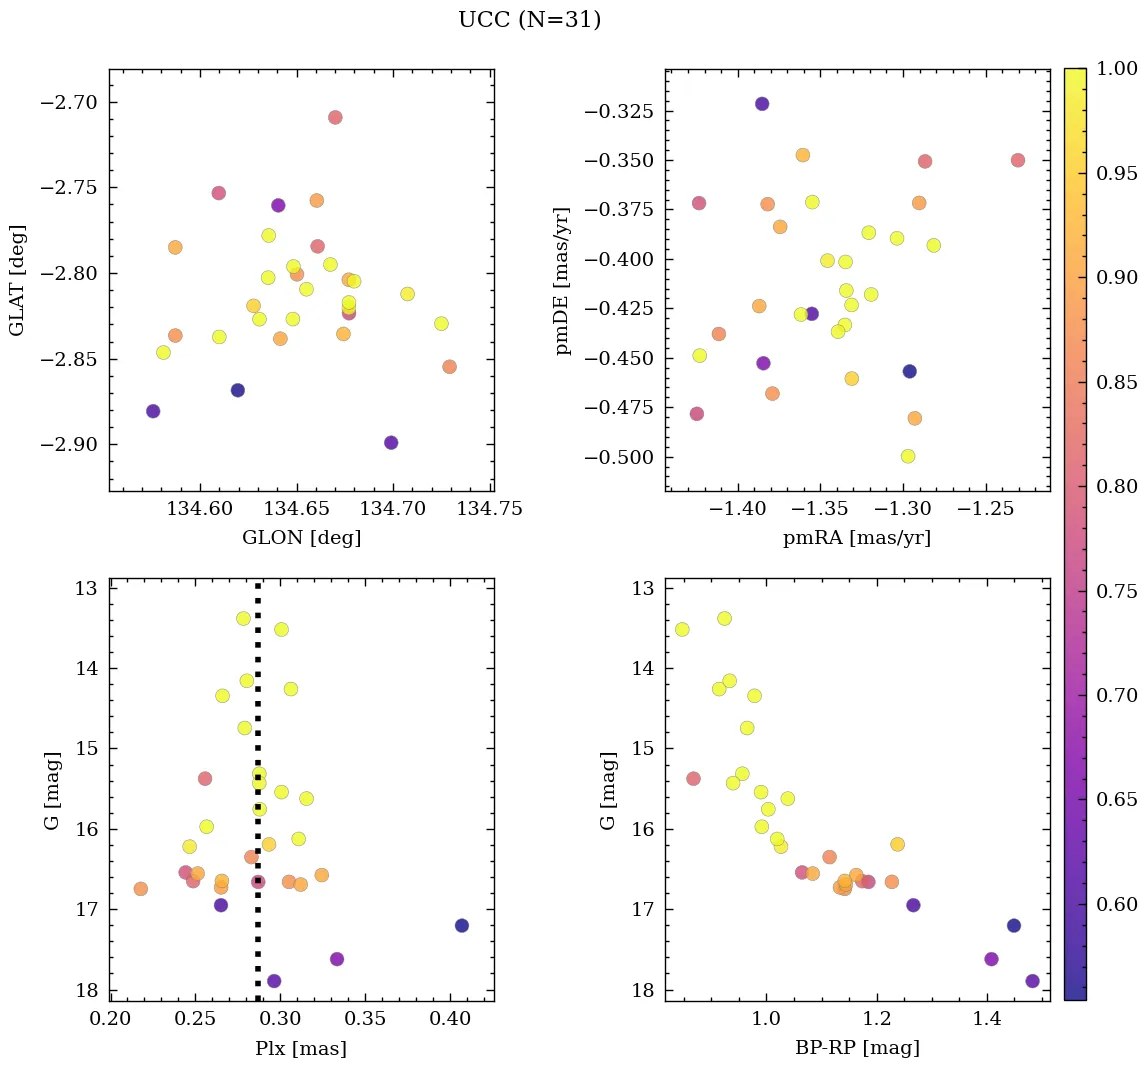 UCC (N=31)
−2.70
−2.75
−2.80
−2.85
−2.90
GLAT [deg]
134.60 134.65 134.70 134.75
GLON [deg]
−0.325
−0.350
−0.375
−0.400
−0.425
−0.450
−0.475
−0.500
pmDE [mas/yr]
−1.40 −1.35 −1.30 −1.25
pmRA [mas/yr]
13
14
15
16
17
18
G [mag]
0.20 0.25 0.30 0.35 0.40
Plx [mas]
13
14
15
16
17
18
G [mag]
1.0 1.2 1.4
BP-RP [mag]
1.00
0.95
0.90
0.85
0.80
0.75
0.70
0.65
0.60